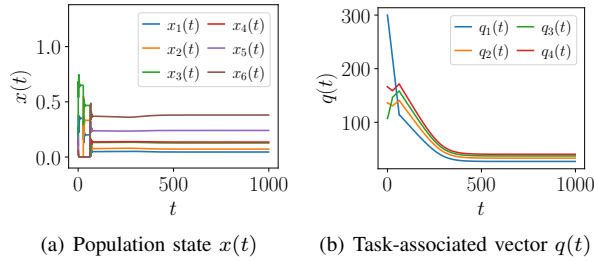 x(t)
1.0
0.5
0.0
x₁(t) x₄(t)
x₂(t) x₅(t)
x₃(t) x₆(t)
0 500 1000
t
(a) Population state x(t)
q(t)
300
200
100
q₁(t) q₃(t)
q₂(t) q₄(t)
0 500 1000
t
(b) Task-associated vector q(t)